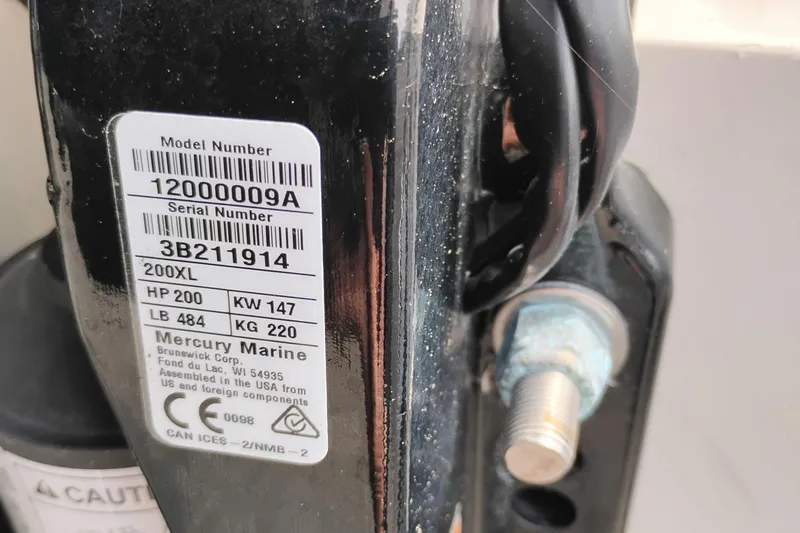 Model Number
12000009A
Serial Number
3B211914
200XL
HP 200 KW 147
LB 484 KG 220
Mercury Marine
Brunswick Corp.
Fond du Lac, WI 54935
Assembled in the USA from
US and foreign components
CE 0098
CAN ICES-2/NMB-2
CAUTI